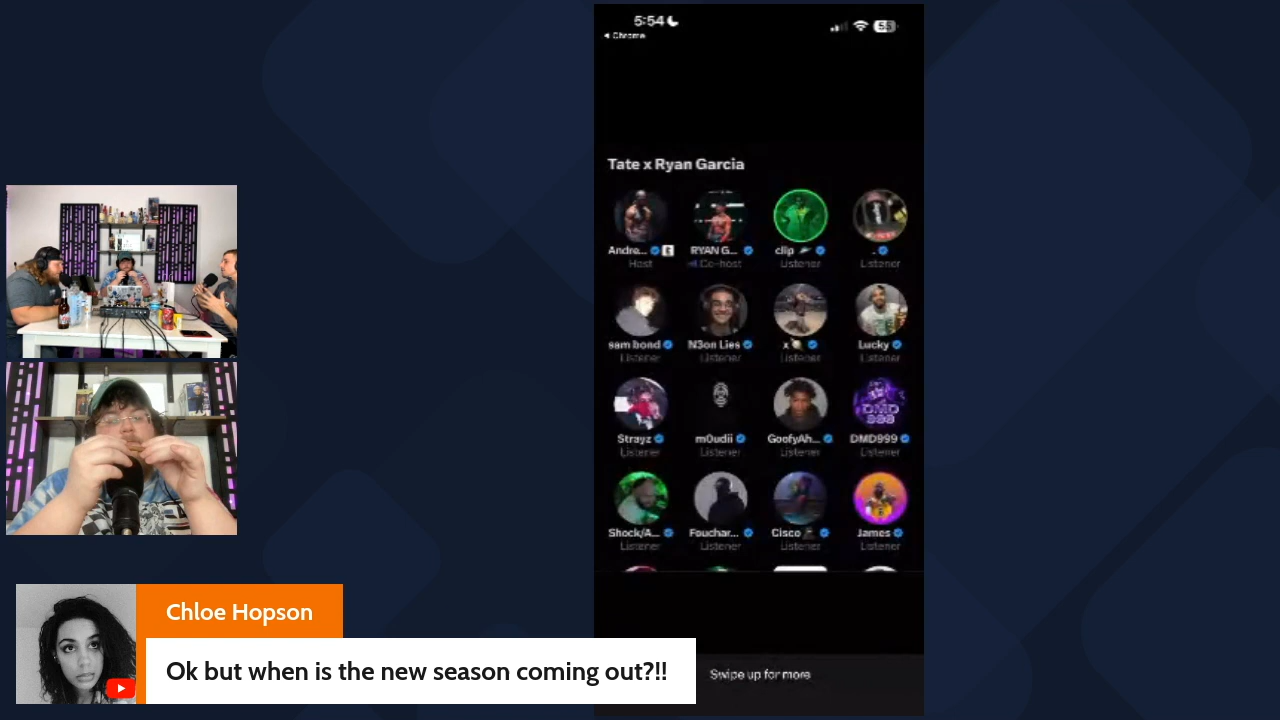 5:54
Chrome
55
Tate x Ryan Garcia
Andre... RYAN G... clip .. 
Host Co-host Listener Listener
sam bond N3on Lies x Lucky
Listener Listener Listener Listener
Strayz m0udii GoofyAh... DMD999
Listener Listener Listener Listener
Shock/A... Fouchar... Cisco James
Listener Listener Listener Listener
Swipe up for more
Chloe Hopson
Ok but when is the new season coming out?!!